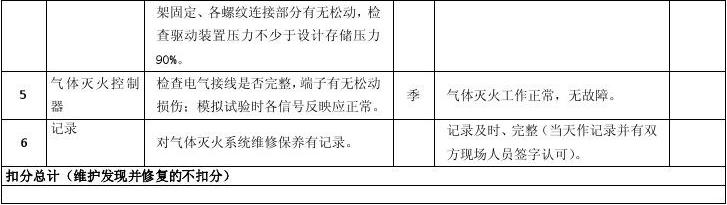 架固定、各螺纹连接部分有无松动，检
查驱动装置压力不少于设计存储压力
90%。
5
气体灭火控制
器
检查电气接线是否完整，端子有无松动
损伤；模拟试验时各信号反映应正常。
季
气体灭火工作正常，无故障。
6
记录
对气体灭火系统维修保养有记录。
记录及时、完整（当天作记录并有双
方现场人员签字认可）。
扣分总计（维护发现并修复的不扣分）